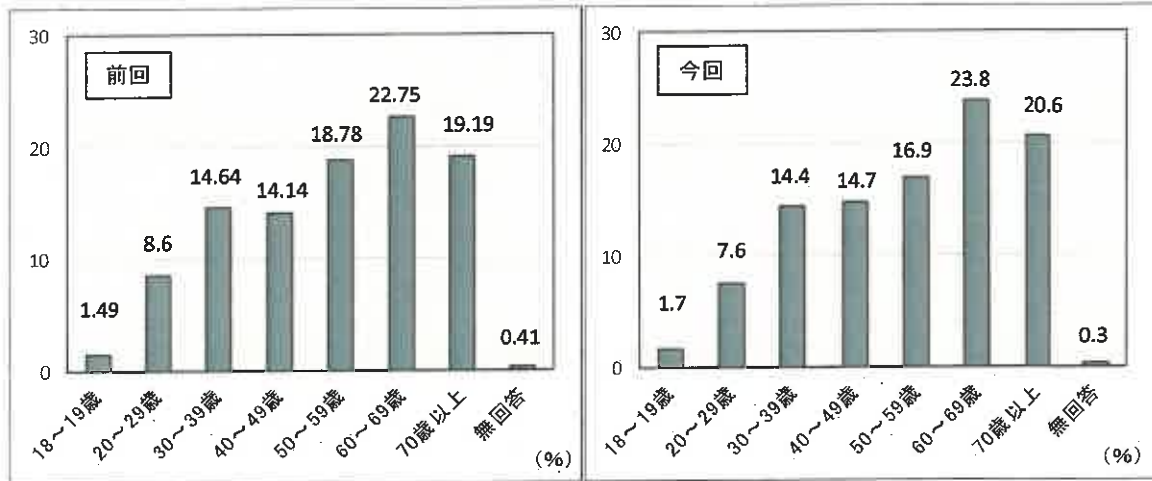 前回
30
20
10
0
1.49
8.6
14.64
14.14
18.78
22.75
19.19
0.41
18～19歳
20～29歳
30～39歳
40～49歳
50～59歳
60～69歳
70歳以上
無回答
(%)
今回
30
20
10
0
1.7
7.6
14.4
14.7
16.9
23.8
20.6
0.3
18～19歳
20～29歳
30～39歳
40～49歳
50～59歳
60～69歳
70歳以上
無回答
(%)